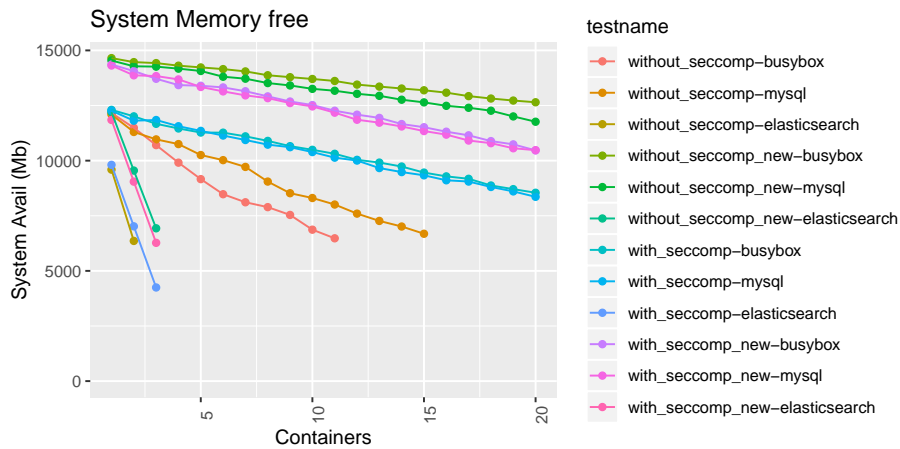 System Memory free
System Avail (Mb)
15000
10000
5000
0
5
10
15
20
Containers
testname
without_seccomp−busybox
without_seccomp−mysql
without_seccomp−elasticsearch
without_seccomp_new−busybox
without_seccomp_new−mysql
without_seccomp_new−elasticsearch
with_seccomp−busybox
with_seccomp−mysql
with_seccomp−elasticsearch
with_seccomp_new−busybox
with_seccomp_new−mysql
with_seccomp_new−elasticsearch